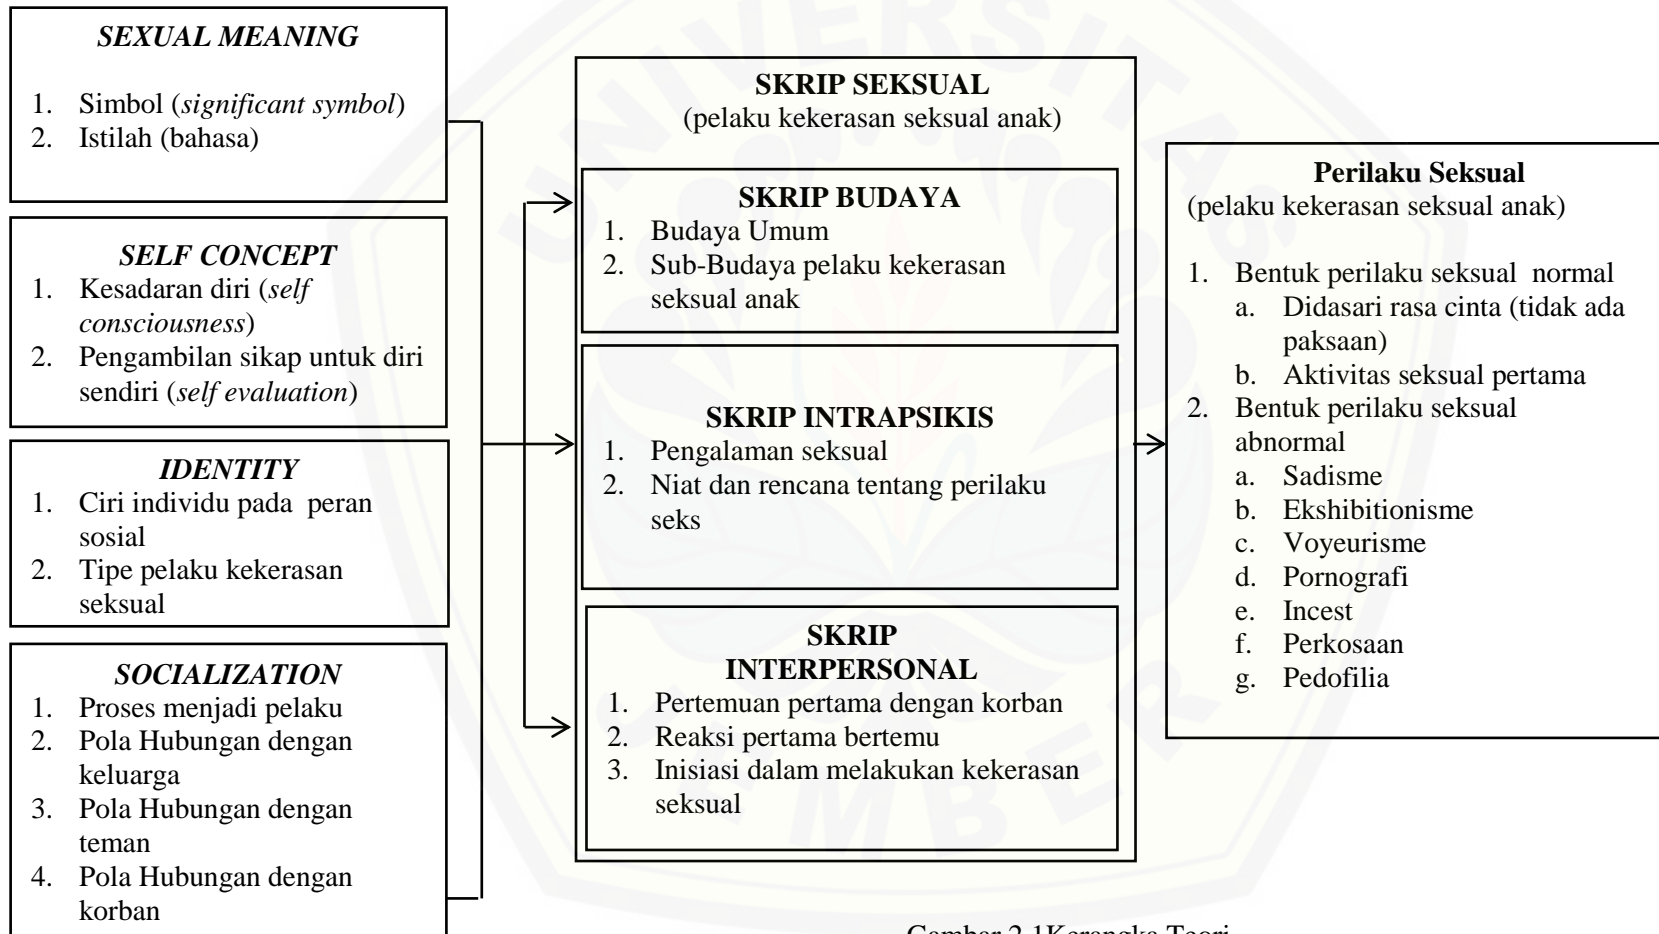 SEXUAL MEANING
1. Simbol (significant symbol)
2. Istilah (bahasa)
SELF CONCEPT
1. Kesadaran diri (self
consciousness)
2. Pengambilan sikap untuk diri
sendiri (self evaluation)
IDENTITY
1. Ciri individu pada peran
sosial
2. Tipe pelaku kekerasan
seksual
SOCIALIZATION
1. Proses menjadi pelaku
2. Pola Hubungan dengan
keluarga
3. Pola Hubungan dengan
teman
4. Pola Hubungan dengan
korban
SKRIP SEKSUAL
(pelaku kekerasan seksual anak)
SKRIP BUDAYA
1. Budaya Umum
2. Sub-Budaya pelaku kekerasan
seksual anak
SKRIP INTRAPSIKIS
1. Pengalaman seksual
2. Niat dan rencana tentang perilaku
seks
SKRIP
INTERPERSONAL
1. Pertemuan pertama dengan korban
2. Reaksi pertama bertemu
3. Inisiasi dalam melakukan kekerasan
seksual
Perilaku Seksual
(pelaku kekerasan seksual anak)
1. Bentuk perilaku seksual normal
a. Didasari rasa cinta (tidak ada
paksaan)
b. Aktivitas seksual pertama
2. Bentuk perilaku seksual
abnormal
a. Sadisme
b. Ekshibitionisme
c. Voyeurisme
d. Pornografi
e. Incest
f. Perkosaan
g. Pedofilia
Gambar 2.1Kerangka Teori
UNIVERSITAS
JEMBER